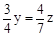 3/4 y = 4/7 z